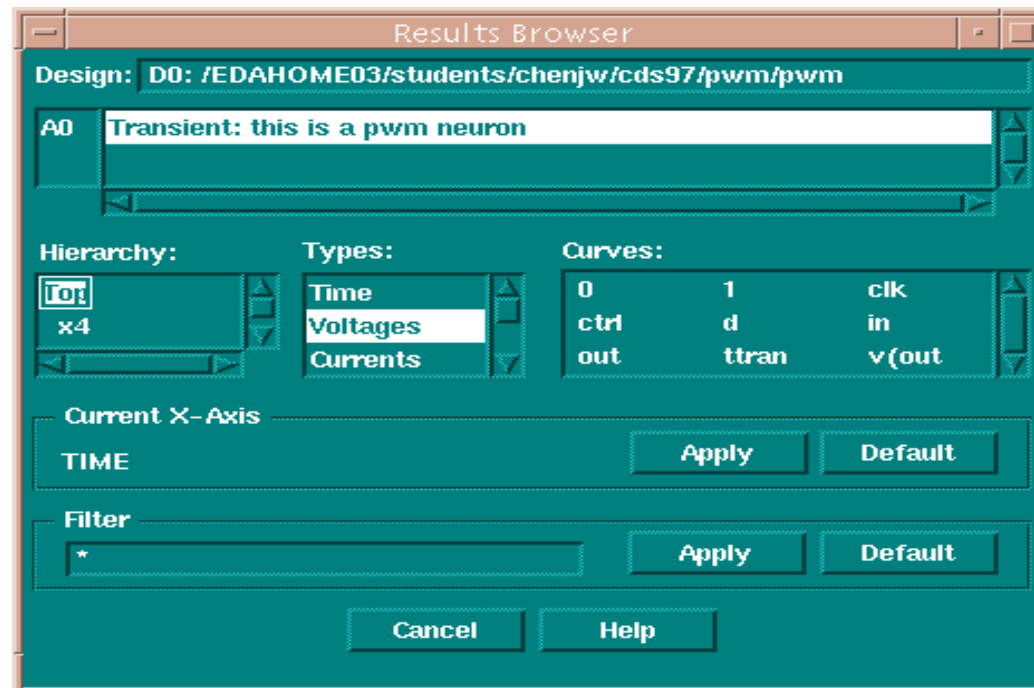 Results Browser
Design: D0: /EDAHOME03/students/chenjw/cds97/pwm/pwm
A0 Transient: this is a pwm neuron
Hierarchy: Types: Curves:
Top Time 0 1 clk
x4 Voltages ctrl d in
Currents out ttran v(out
Current X-Axis
TIME Apply Default
Filter
* Apply Default
Cancel Help